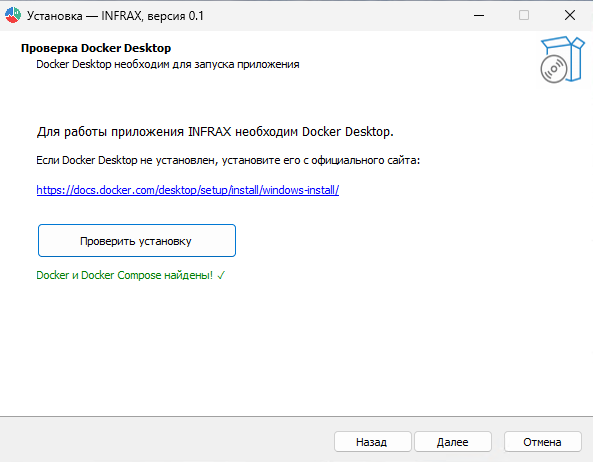 Установка — INFRAX, версия 0.1
Проверка Docker Desktop
Docker Desktop необходим для запуска приложения
Для работы приложения INFRAX необходим Docker Desktop.
Если Docker Desktop не установлен, установите его с официального сайта:
https://docs.docker.com/desktop/setup/install/windows-install/
Проверить установку
Docker и Docker Compose найдены! ✓
Назад Далее Отмена